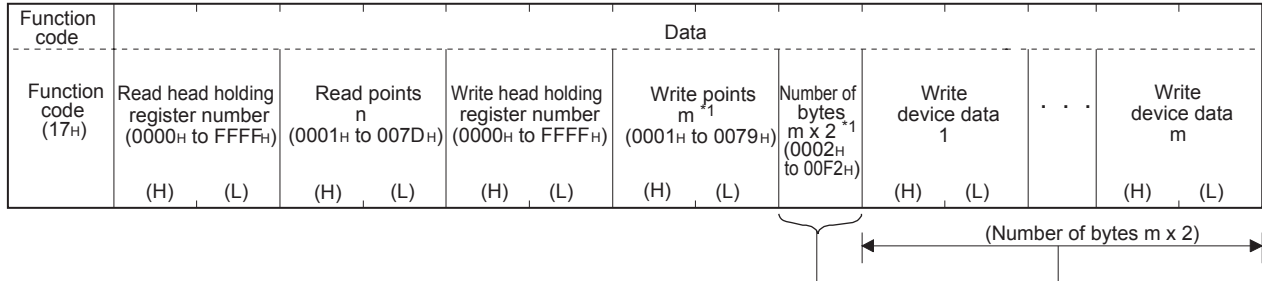 Function
code
Data
Function
code
(17H)
Read head holding
register number
(0000H to FFFFH)
(H) (L)
Read points
n
(0001H to 007DH)
(H) (L)
Write head holding
register number
(0000H to FFFFH)
(H) (L)
Write points
m *1
(0001H to 0079H)
(H) (L)
Number of
bytes
m x 2 *1
(0002H
to 00F2H)
Write
device data
1
(H) (L)
· · ·
Write
device data
m
(H) (L)
(Number of bytes m x 2)